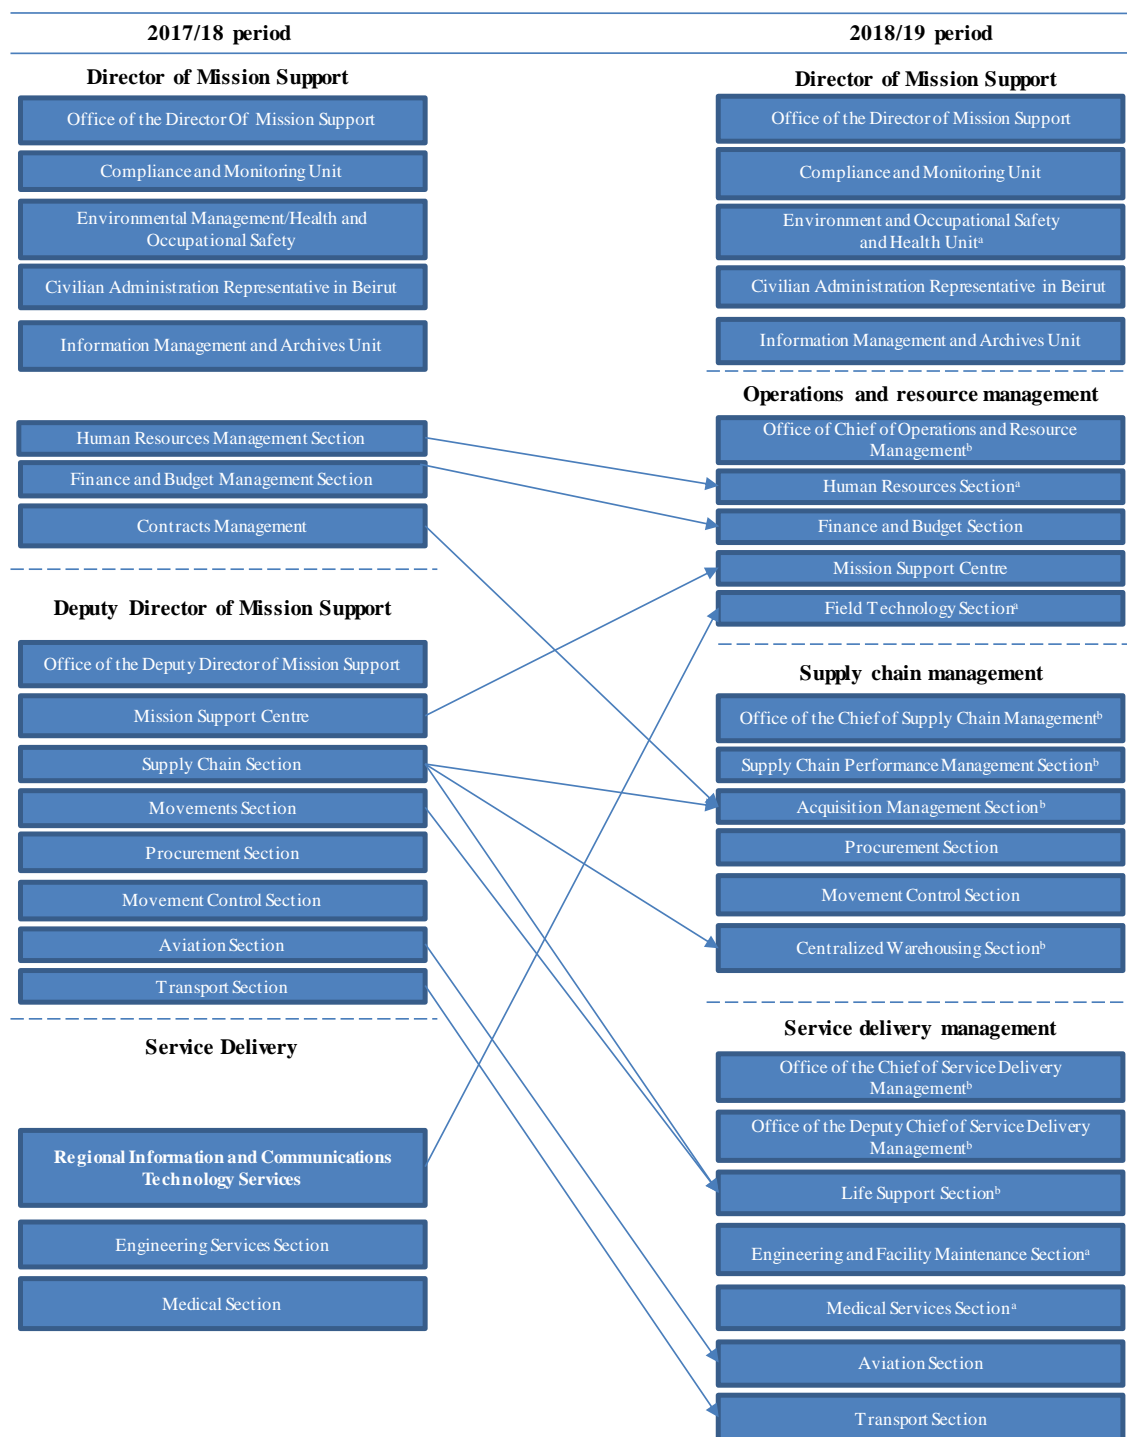 2017/18 period
Director of Mission Support
Office of the Director Of Mission Support
Compliance and Monitoring Unit
Environmental Management/Health and
Occupational Safety
Civilian Administration Representative in Beirut
Information Management and Archives Unit
Human Resources Management Section
Finance and Budget Management Section
Contracts Management
Deputy Director of Mission Support
Office of the Deputy Director of Mission Support
Mission Support Centre
Supply Chain Section
Movements Section
Procurement Section
Movement Control Section
Aviation Section
Transport Section
Service Delivery
Regional Information and Communications
Technology Services
Engineering Services Section
Medical Section
2018/19 period
Director of Mission Support
Office of the Director of Mission Support
Compliance and Monitoring Unit
Environment and Occupational Safety
and Health Unitᵃ
Civilian Administration Representative in Beirut
Information Management and Archives Unit
Operations and resource management
Office of Chief of Operations and Resource
Managementᵇ
Human Resources Sectionᵃ
Finance and Budget Section
Mission Support Centre
Field Technology Sectionᵃ
Supply chain management
Office of the Chief of Supply Chain Managementᵇ
Supply Chain Performance Management Sectionᵇ
Acquisition Management Sectionᵇ
Procurement Section
Movement Control Section
Centralized Warehousing Sectionᵇ
Service delivery management
Office of the Chief of Service Delivery
Managementᵇ
Office of the Deputy Chief of Service Delivery
Managementᵇ
Life Support Sectionᵇ
Engineering and Facility Maintenance Sectionᵃ
Medical Services Sectionᵃ
Aviation Section
Transport Section